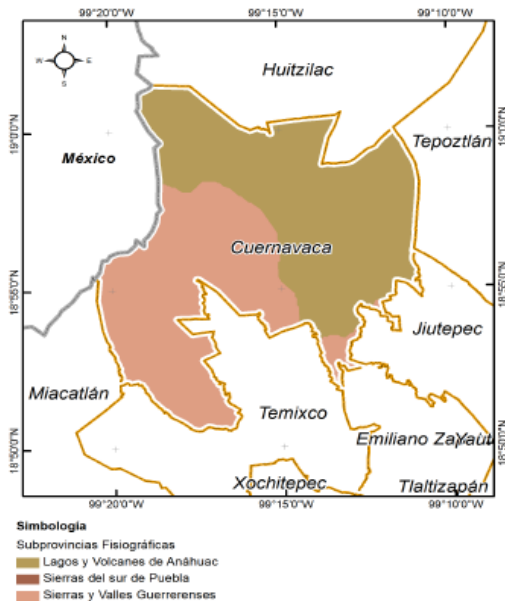 99°20'0"W 99°15'0"W 99°10'0"W
N
W E
S
Huitzilac
19°0'0"N 19°0'0"N
Tepoztlán
México
Cuernavaca
18°55'0"N 18°55'0"N
Jiutepec
Miacatlán
Temixco
Emiliano Zapata
18°50'0"N 18°50'0"N
Xochitepec
Tlaltizapán
99°20'0"W 99°15'0"W 99°10'0"W
Simbología
Subprovincias Fisiográficas
Lagos y Volcanes de Anáhuac
Sierras del sur de Puebla
Sierras y Valles Guerrerenses